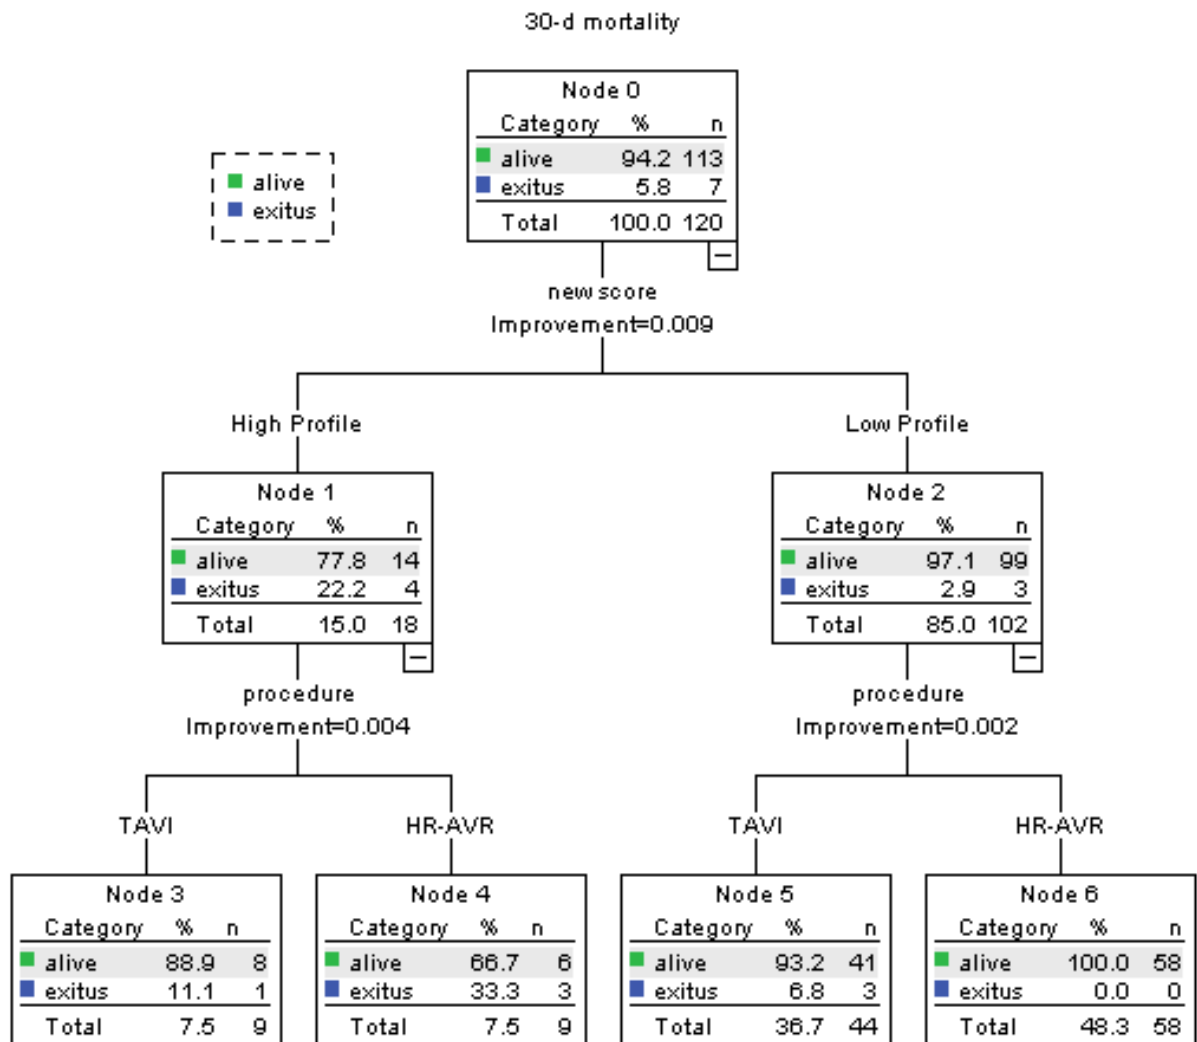 30-d mortality
Node 0
Category % n
alive 94.2 113
exitus 5.8 7
Total 100.0 120
alive
exitus
new score
Improvement=0.009
High Profile
Low Profile
Node 1
Category % n
alive 77.8 14
exitus 22.2 4
Total 15.0 18
Node 2
Category % n
alive 97.1 99
exitus 2.9 3
Total 85.0 102
procedure
Improvement=0.004
procedure
Improvement=0.002
TAVI
HR-AVR
TAVI
HR-AVR
Node 3
Category % n
alive 88.9 8
exitus 11.1 1
Total 7.5 9
Node 4
Category % n
alive 66.7 6
exitus 33.3 3
Total 7.5 9
Node 5
Category % n
alive 93.2 41
exitus 6.8 3
Total 36.7 44
Node 6
Category % n
alive 100.0 58
exitus 0.0 0
Total 48.3 58